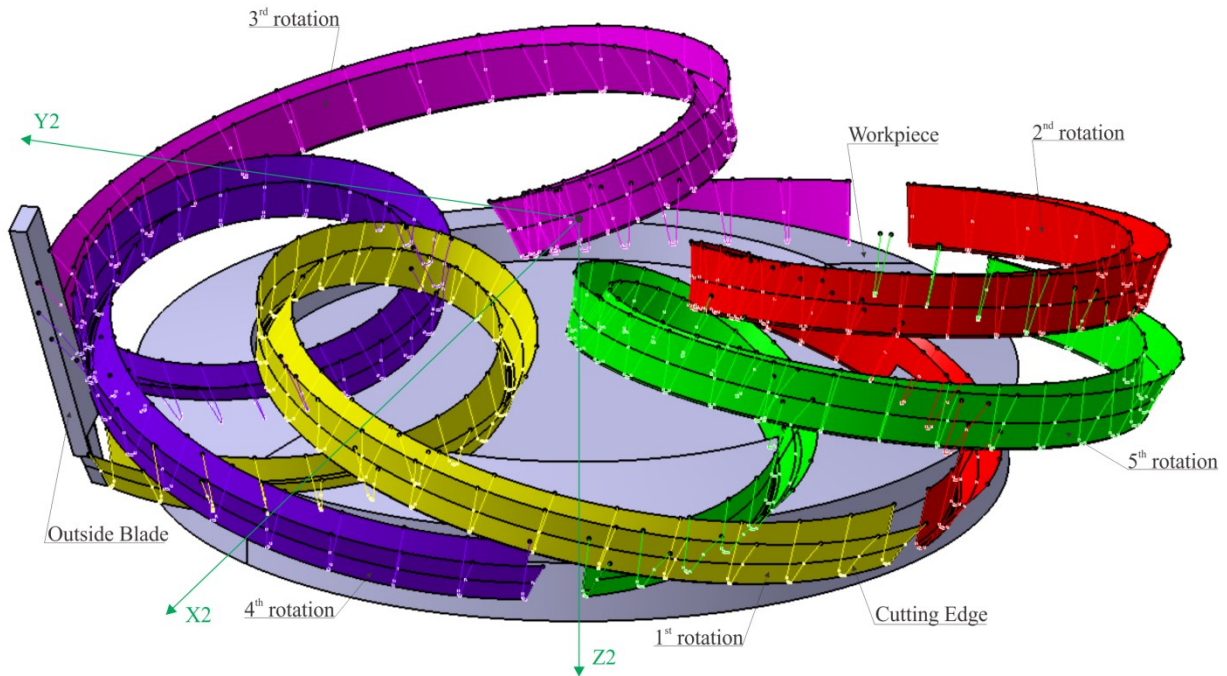 3rd rotation
Y2
Workpiece
2nd rotation
5th rotation
Outside Blade
4th rotation
X2
Cutting Edge
1st rotation
Z2